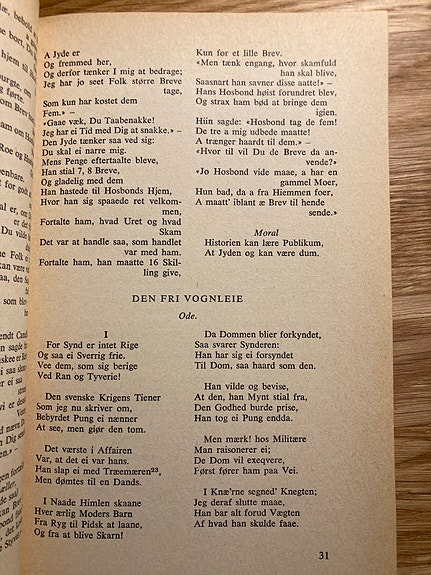 A Jyde er
Og fremmed her,
Og derfor tænker I mig at bedrage;
Jeg har jo seet Folk større Breve
tage,
Som kun har kostet dem
Fem.» –
«Gaae væk, Du Taabenakke!
Jeg har ei Tid med Dig at snakke.» –
Den Jyde tænker saa ved sig:
Du skal ei narre mig.
Mens Penge eftertaalte bleve,
Han stial 7, 8 Breve,
Og gladelig med dem
Han hastede til Hosbonds Hjem,
Hvor han sig spaaede ret velkom-
men,
Fortalte ham, hvad Uret og hvad
Skam
Det var at handle saa, som handlet
var med ham.
Fortalte ham, han maatte 16 Skil-
ling give,
Kun for et lille Brev.
«Men tænk engang, hvor skamfuld
han skal blive,
Saasnart han savner disse aatte!»
Hans Hosbond høist forundret blev,
Og strax ham bød at bringe dem
igien.
Hiin sagde: «Hosbond tag de fem!
De tre a mig udbede maatte!
A trænger haardt til dem.» –
«Hvor til vil Du de Breve da an-
vende?»
«Jo Hosbond vide maae, a har en
gammel Moer,
Hun bad, da a fra Hiemmen foer,
A maatt' iblant æ Brev til hende
sende.»
Moral
Historien kan lære Publikum,
At Jyden og kan være dum.
DEN FRI VOGNLEIE
Ode.
I
For Synd er intet Rige
Og saa ei Sverrig frie.
Vee dem, som sig berige
Ved Ran og Tyverie!
Den svenske Krigens Tiener
Som jeg nu skriver om,
Bebyrdet Pung ei nænner
At see, men giør den tom.
Det værste i Affairen
Var, at det ei var hans.
Han slap ei med Træemæren²³,
Men dømtes til en Dands.
I Naade Himlen skaane
Hver ærlig Moders Barn
Fra Ryg til Pidsk at laane,
Og fra at blive Skarn!
Da Dommen blier forkyndet,
Saa svarer Synderen:
Han har sig ei forsyndet
Til Dom, saa haard som den.
Han vilde og bevise,
At den, han Mynt stial fra,
Den Godhed burde prise,
Han tog ei Pung endda.
Men mærk! hos Militære
Man raisonerer ei;
De Dom vil exeqvere,
Først fører ham paa Vei.
I Knæ'rne segned' Knegten;
Jeg deraf slutte maae,
Han bar alt forud Vægten
Af hvad han skulde faae.
31